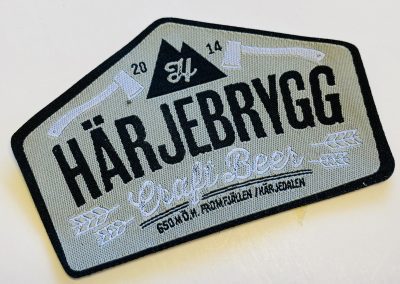 20 H 14
HÄRJEBRYGG
Craft Beer
650 M.Ö.H. FROM FJÄLLEN / HÄRJEDALEN